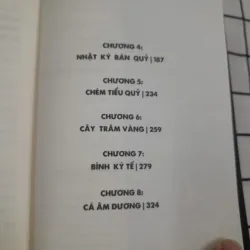 CHƯƠNG 4:
NHẬT KÝ BÁN QUỶ|187
CHƯƠNG 5:
CHÉM TIỂU QUỶ|234
CHƯƠNG 6:
CÂY TRÂM VÀNG|259
CHƯƠNG 7:
BÌNH KỲ TẾ|279
CHƯƠNG 8:
CÁ ÂM DƯƠNG|324